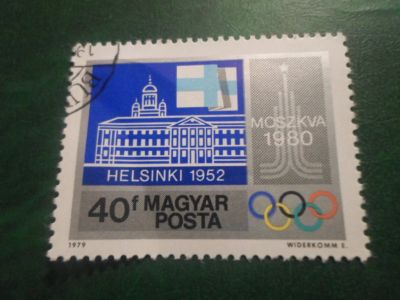 MOSZKVA
1980
HELSINKI 1952
40f MAGYAR
POSTA
1979
WIDERKOMM E.